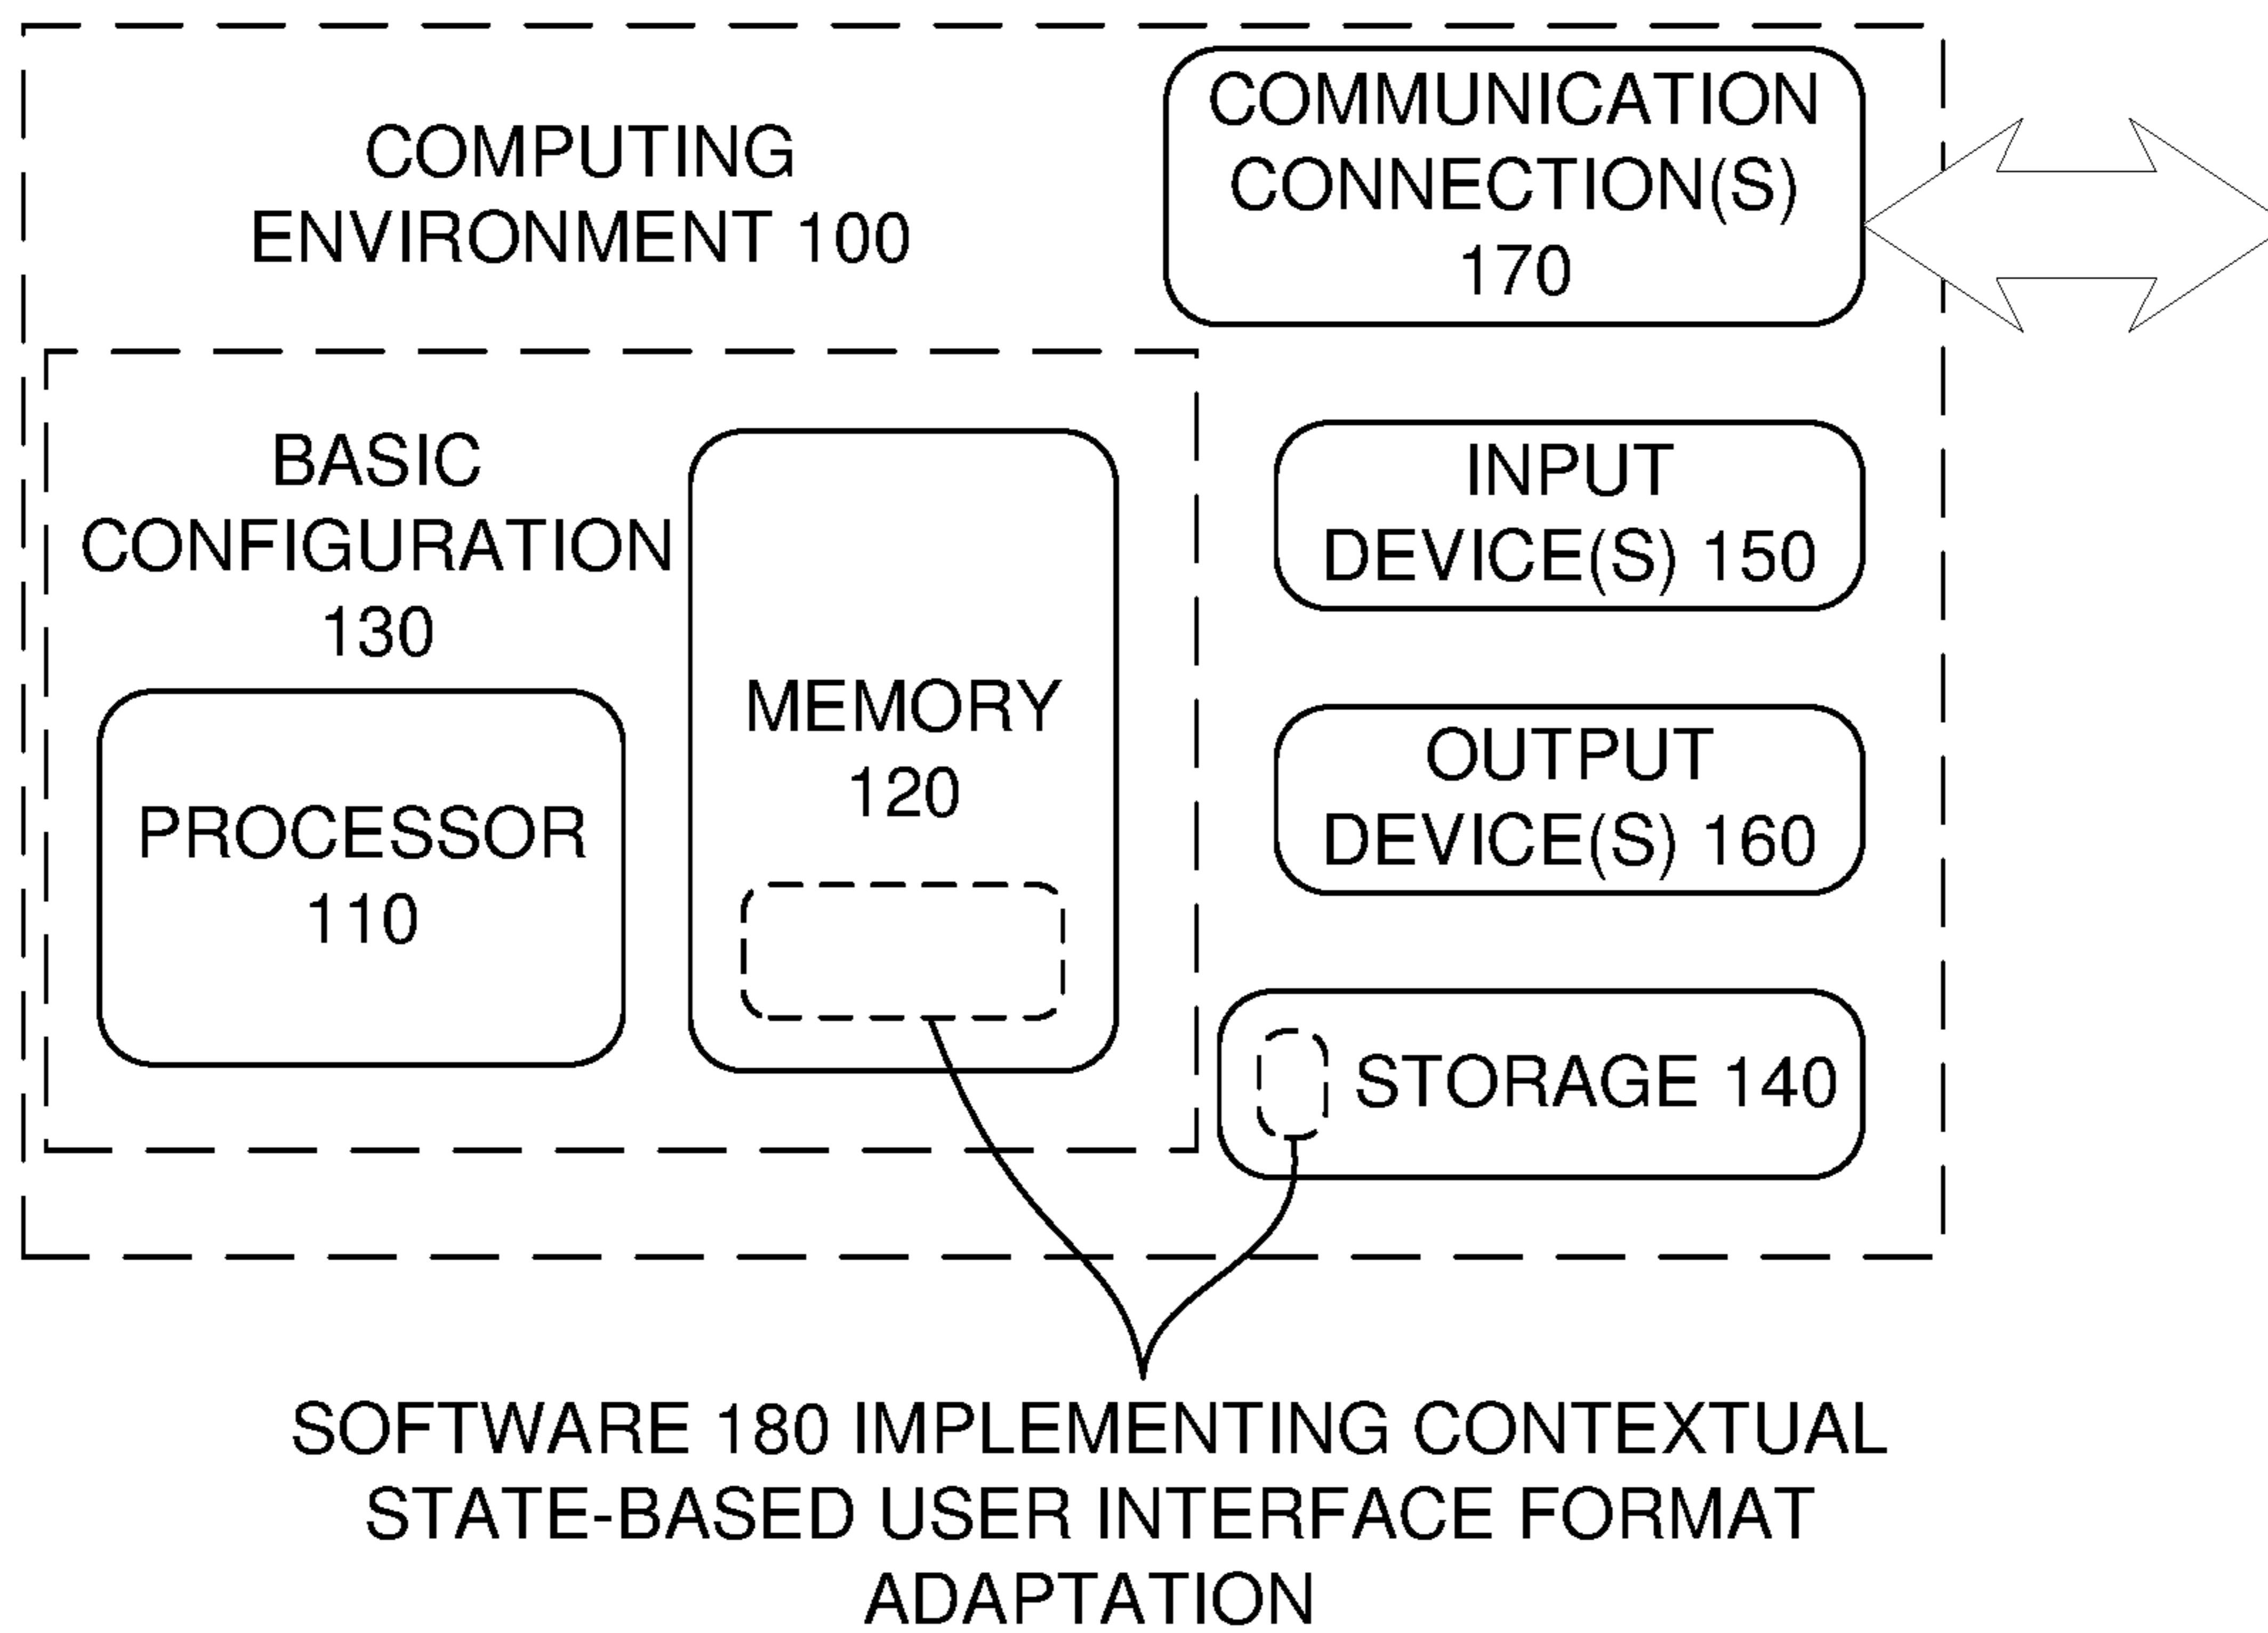 COMPUTING
ENVIRONMENT 100
COMMUNICATION
CONNECTION(S)
170
BASIC
CONFIGURATION
130
PROCESSOR
110
MEMORY
120
INPUT
DEVICE(S) 150
OUTPUT
DEVICE(S) 160
STORAGE 140
SOFTWARE 180 IMPLEMENTING CONTEXTUAL
STATE-BASED USER INTERFACE FORMAT
ADAPTATION